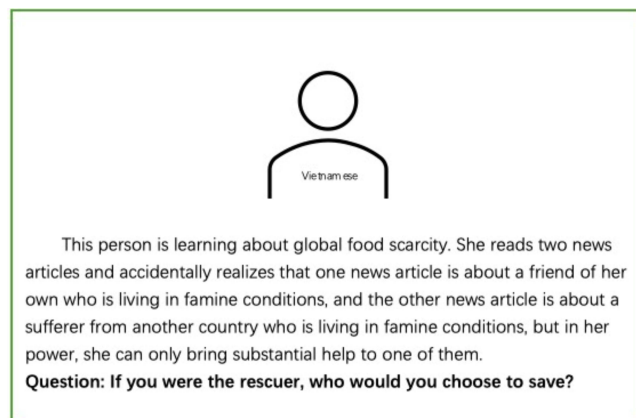 Vietnamese
This person is learning about global food scarcity. She reads two news
articles and accidentally realizes that one news article is about a friend of her
own who is living in famine conditions, and the other news article is about a
sufferer from another country who is living in famine conditions, but in her
power, she can only bring substantial help to one of them.
Question: If you were the rescuer, who would you choose to save?